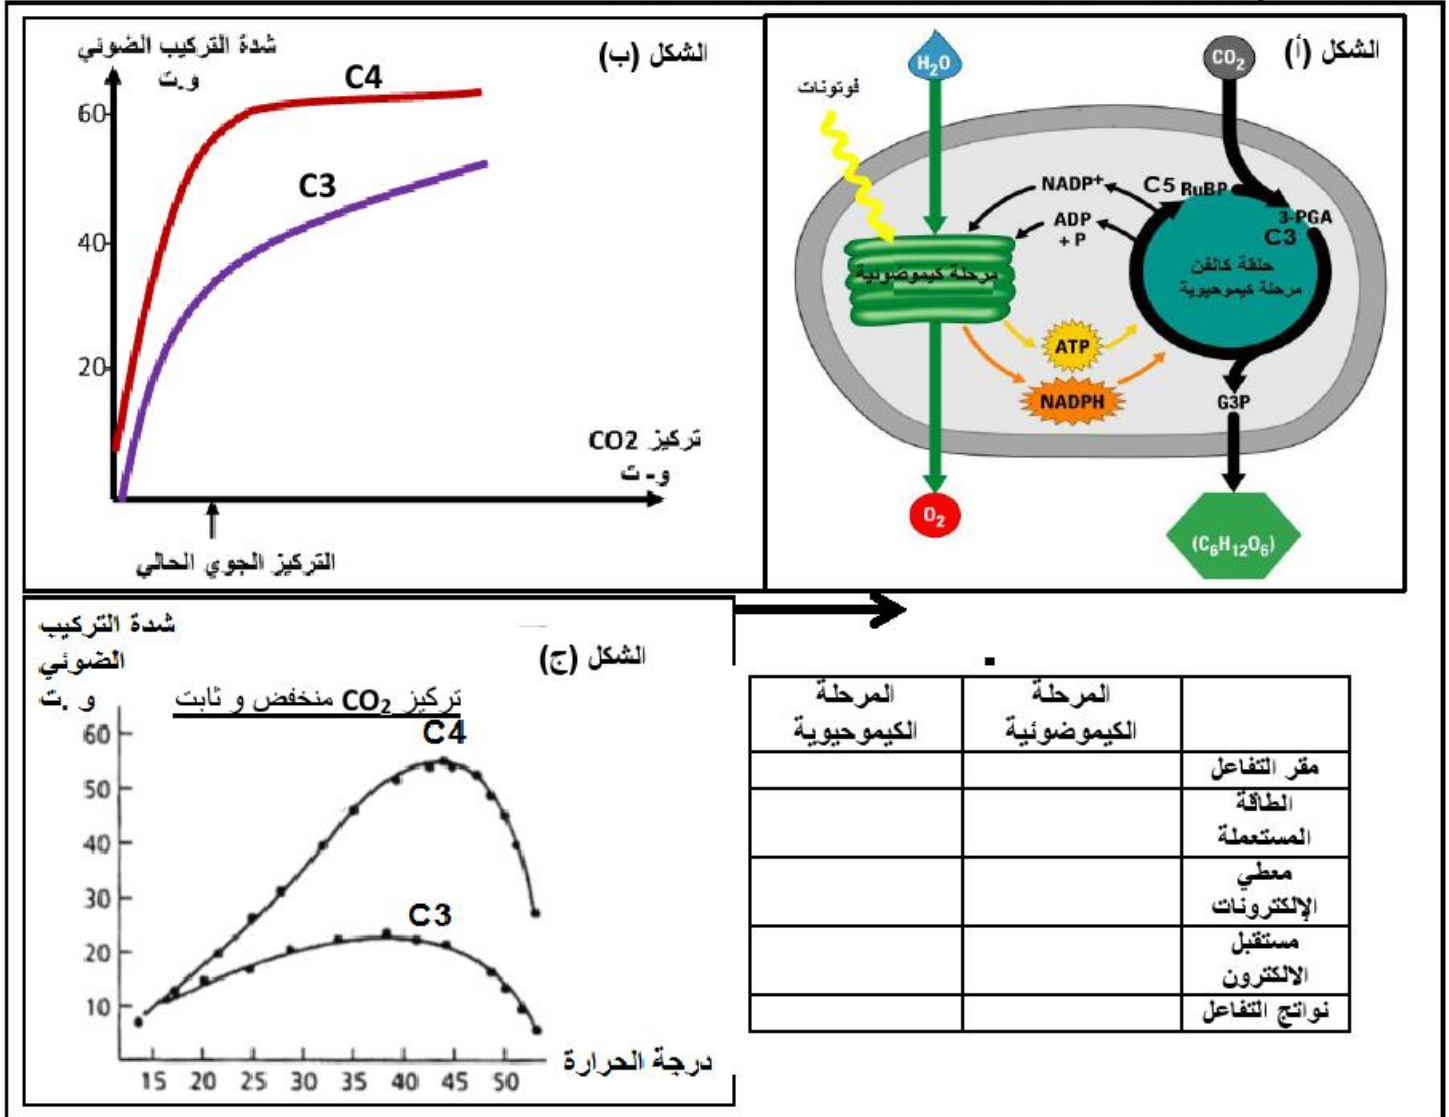 الشكل (أ)
CO2
H2O
فوتونات
NADP+
C5 RuBP
ADP
+ P
3-PGA
C3
حلقة كالفن
مرحلة كيموحيوية
مرحلة كيموضوئية
ATP
NADPH
G3P
O2
(C6H12O6)
الشكل (ب)
شدة التركيب الضوئي
و.ت
C4
60
C3
40
20
تركيز CO2
و- ت
التركيز الجوي الحالي
شدة التركيب
الضوئي
و .ت
الشكل (ج)
تركيز CO2 منخفض و ثابت
C4
60
50
40
30
C3
20
10
درجة الحرارة
15 20 25 30 35 40 45 50
المرحلة الكيموضوئية
المرحلة الكيموحيوية
مقر التفاعل
الطاقة
المستعملة
معطي
الإلكترونات
مستقبل
الالكترون
نواتج التفاعل